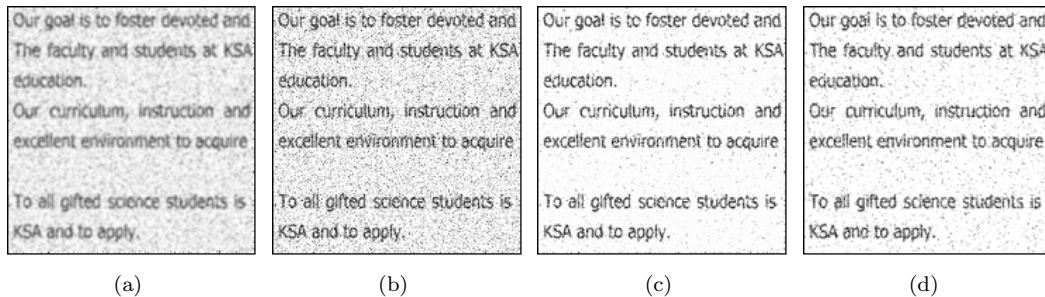 Our goal is to foster devoted and
The faculty and students at KSA
education.
Our curriculum, instruction and
excellent environment to acquire
To all gifted science students is
KSA and to apply.
(a)
Our goal is to foster devoted and
The faculty and students at KSA
education.
Our curriculum, instruction and
excellent environment to acquire
To all gifted science students is
KSA and to apply.
(b)
Our goal is to foster devoted and
The faculty and students at KSA
education.
Our curriculum, instruction and
excellent environment to acquire
To all gifted science students is
KSA and to apply.
(c)
Our goal is to foster devoted and
The faculty and students at KSA
education.
Our curriculum, instruction and
excellent environment to acquire
To all gifted science students is
KSA and to apply.
(d)